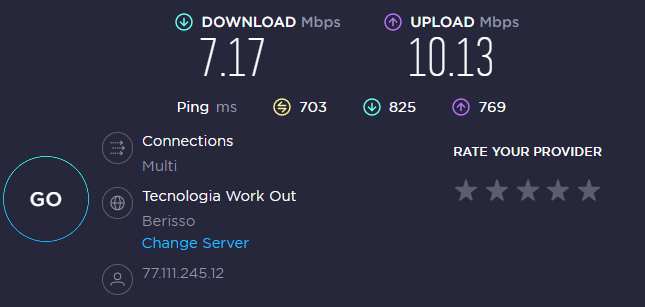 DOWNLOAD Mbps
7.17
UPLOAD Mbps
10.13
Ping ms 703 825 769
Connections
Multi
RATE YOUR PROVIDER
GO
Tecnologia Work Out
Berisso
Change Server
77.111.245.12